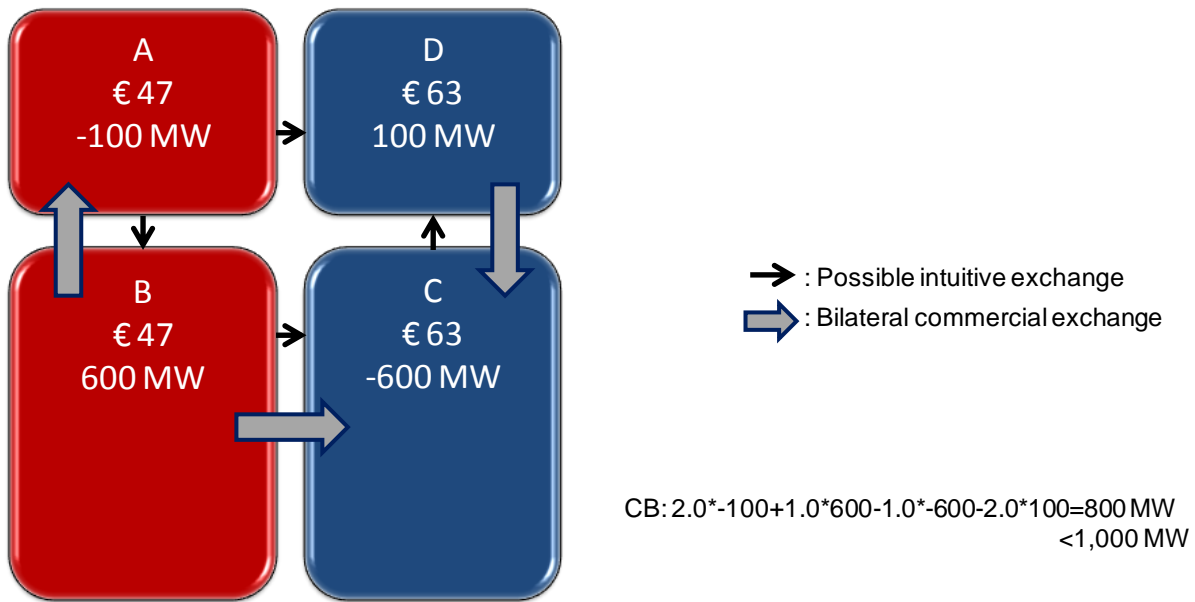 A
€ 47
-100 MW
D
€ 63
100 MW
B
€ 47
600 MW
C
€ 63
-600 MW
: Possible intuitive exchange
: Bilateral commercial exchange
CB: 2.0*-100+1.0*600-1.0*-600-2.0*100=800 MW
<1,000 MW